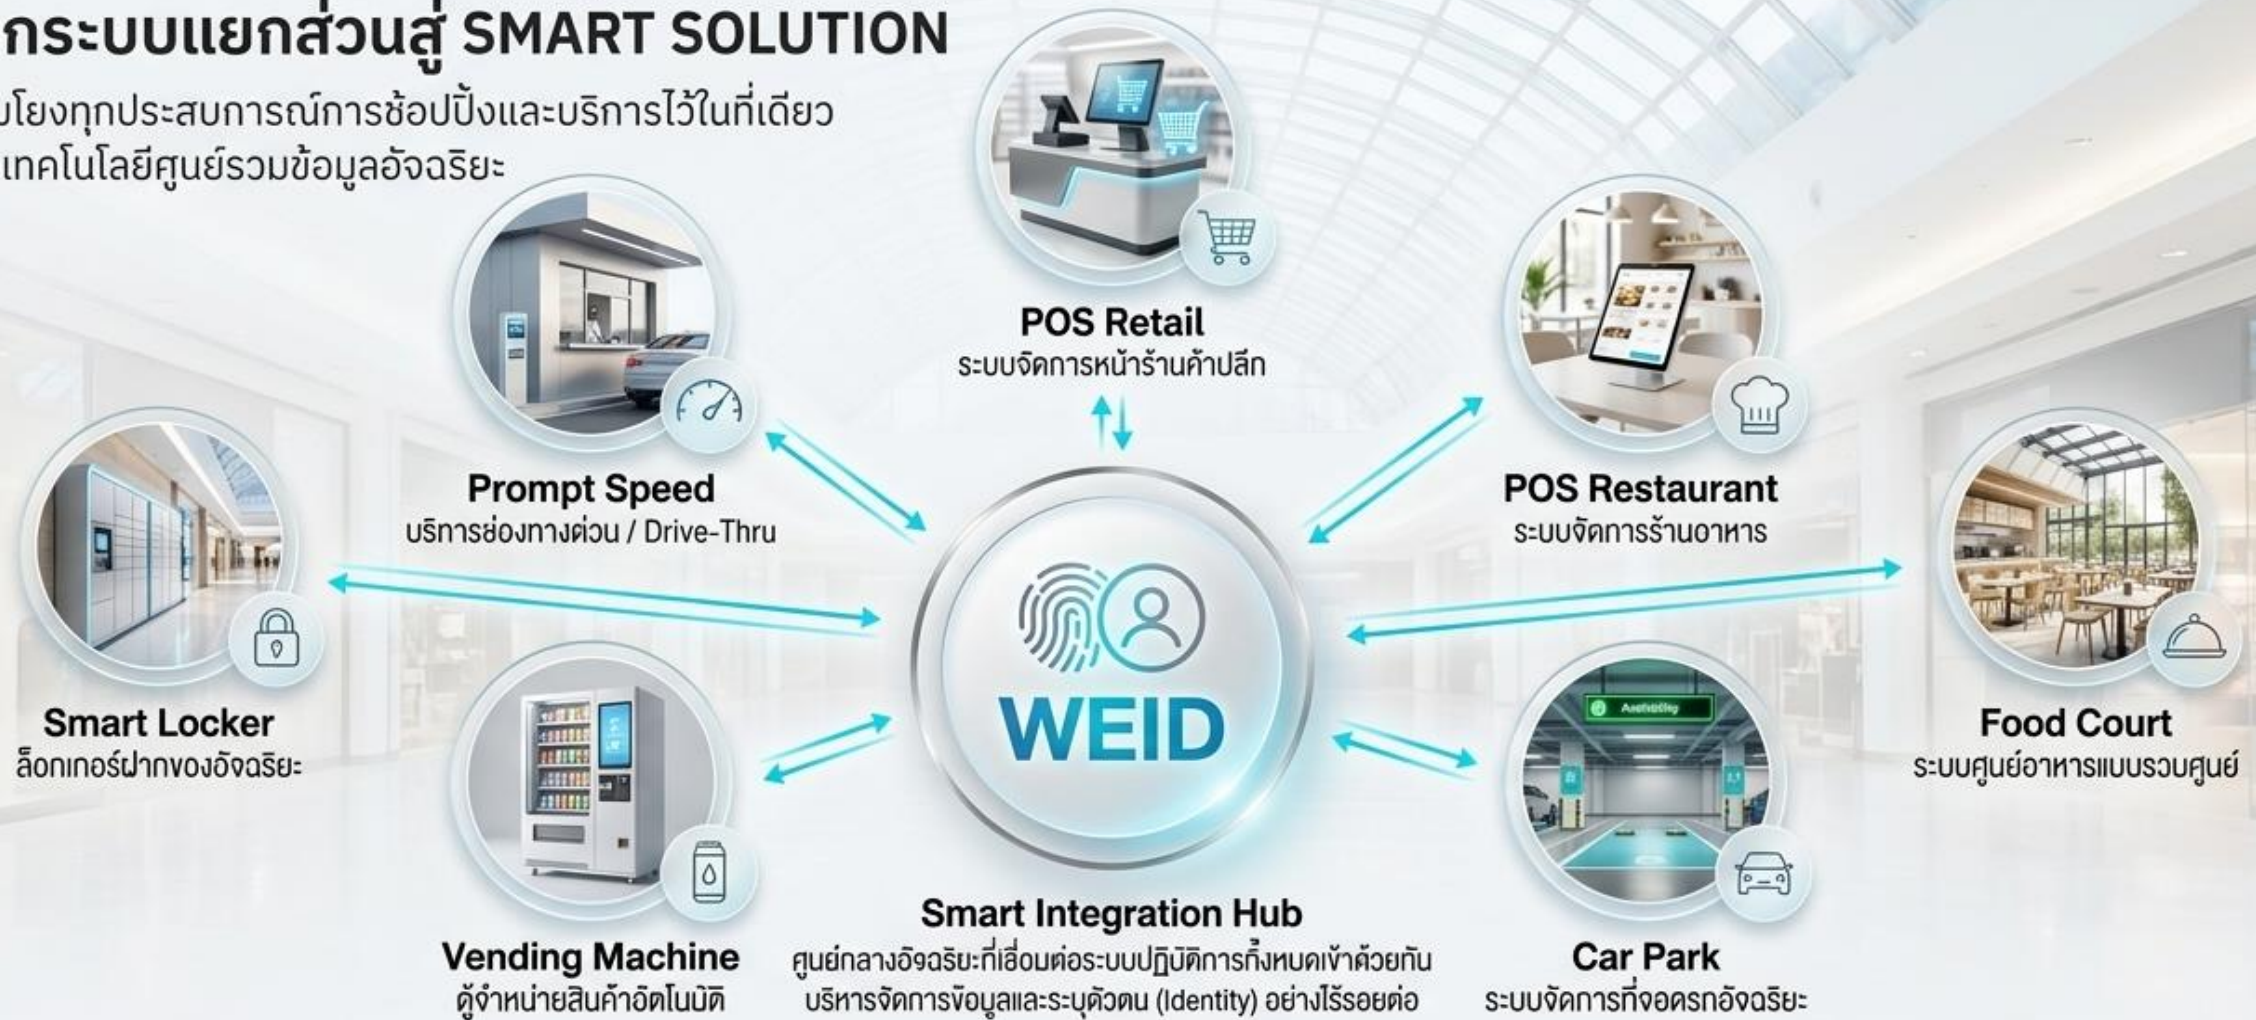 กระบบแยกส่วนสู่ SMART SOLUTION
มโยงทุกประสบการณ์การช้อปปิ้งและบริการไว้ในที่เดียว
เทคโนโลยีศูนย์รวมข้อมูลอัจฉริยะ
POS Retail
ระบบจัดการหน้าร้านค้าปลีก
Prompt Speed
บริการช่องทางด่วน / Drive-Thru
POS Restaurant
ระบบจัดการร้านอาหาร
Smart Locker
ล็อกเกอร์ฝากของอัจฉริยะ
WEID
Food Court
ระบบศูนย์อาหารแบบรวมศูนย์
Vending Machine
ตู้จำหน่ายสินค้าอัตโนมัติ
Smart Integration Hub
ศูนย์กลางอัจฉริยะที่เชื่อมต่อระบบปฏิบัติการทั้งหมดเข้าด้วยกัน
บริหารจัดการข้อมูลและระบุตัวตน (Identity) อย่างไร้รอยต่อ
Car Park
ระบบจัดการที่จอดรถอัจฉริยะ